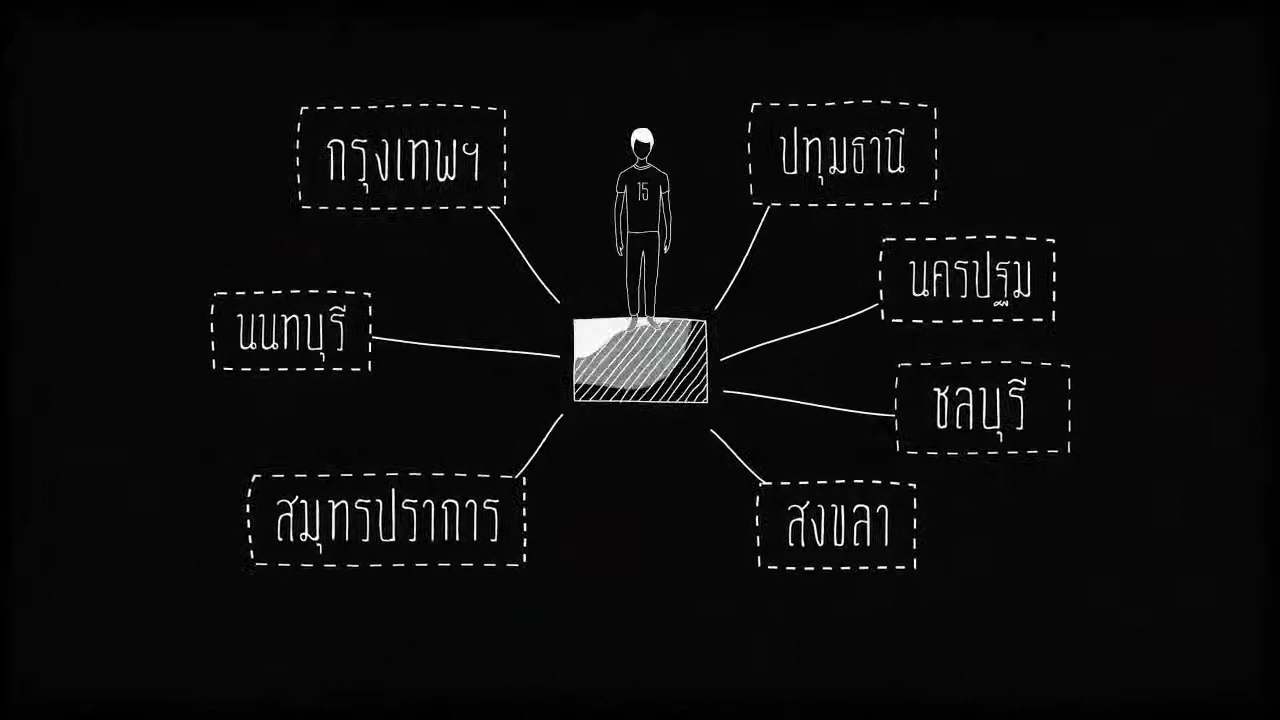 กรุงเทพฯ
ปทุมธานี
15
นครปฐม
นนทบุรี
ชลบุรี
สมุทรปราการ
สงขลา